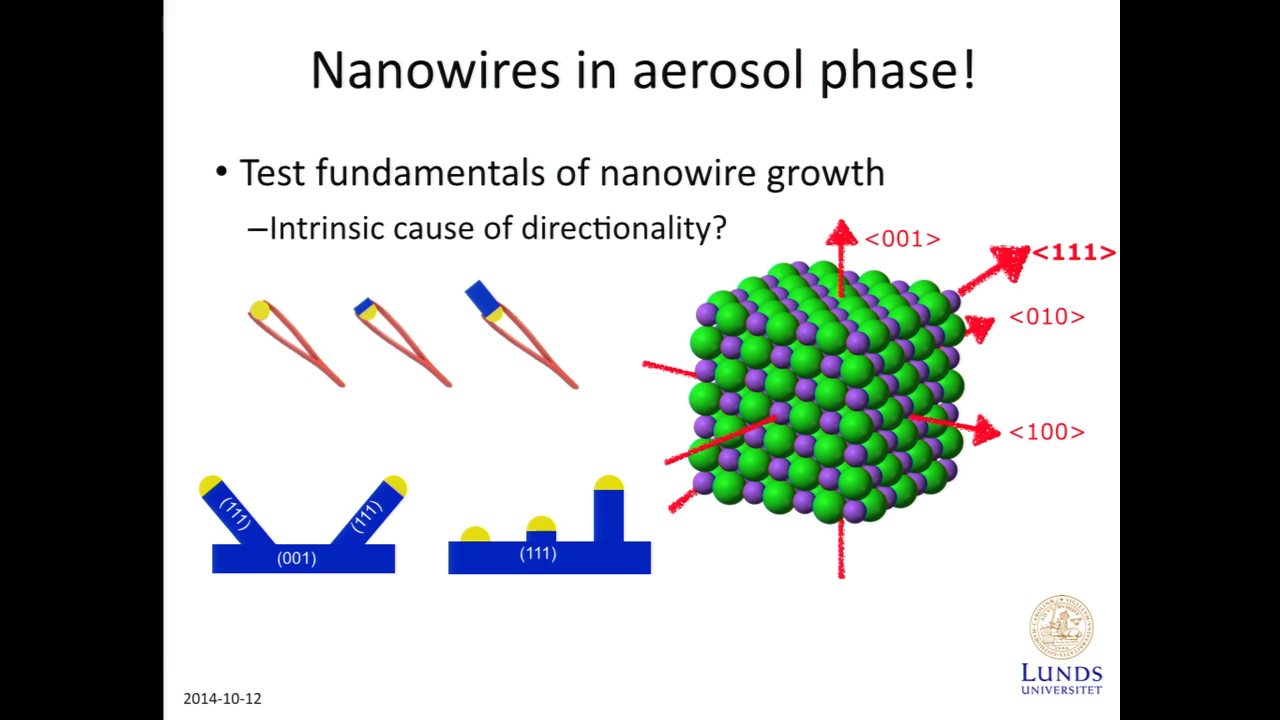 Nanowires in aerosol phase!
• Test fundamentals of nanowire growth
–Intrinsic cause of directionality?
<001>
<111>
<010>
<100>
(111)
(111)
(001)
(111)
2014-10-12
LUNDS
UNIVERSITET